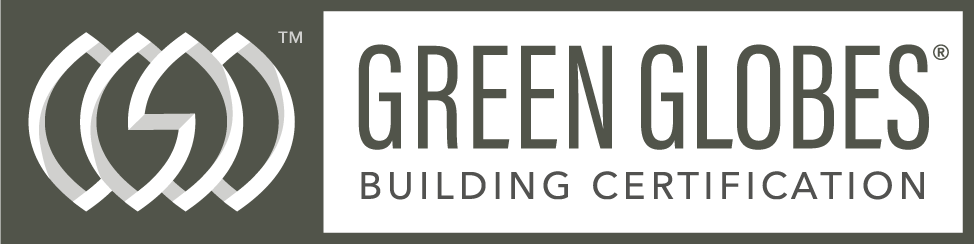 TM
GREEN GLOBES®
BUILDING CERTIFICATION